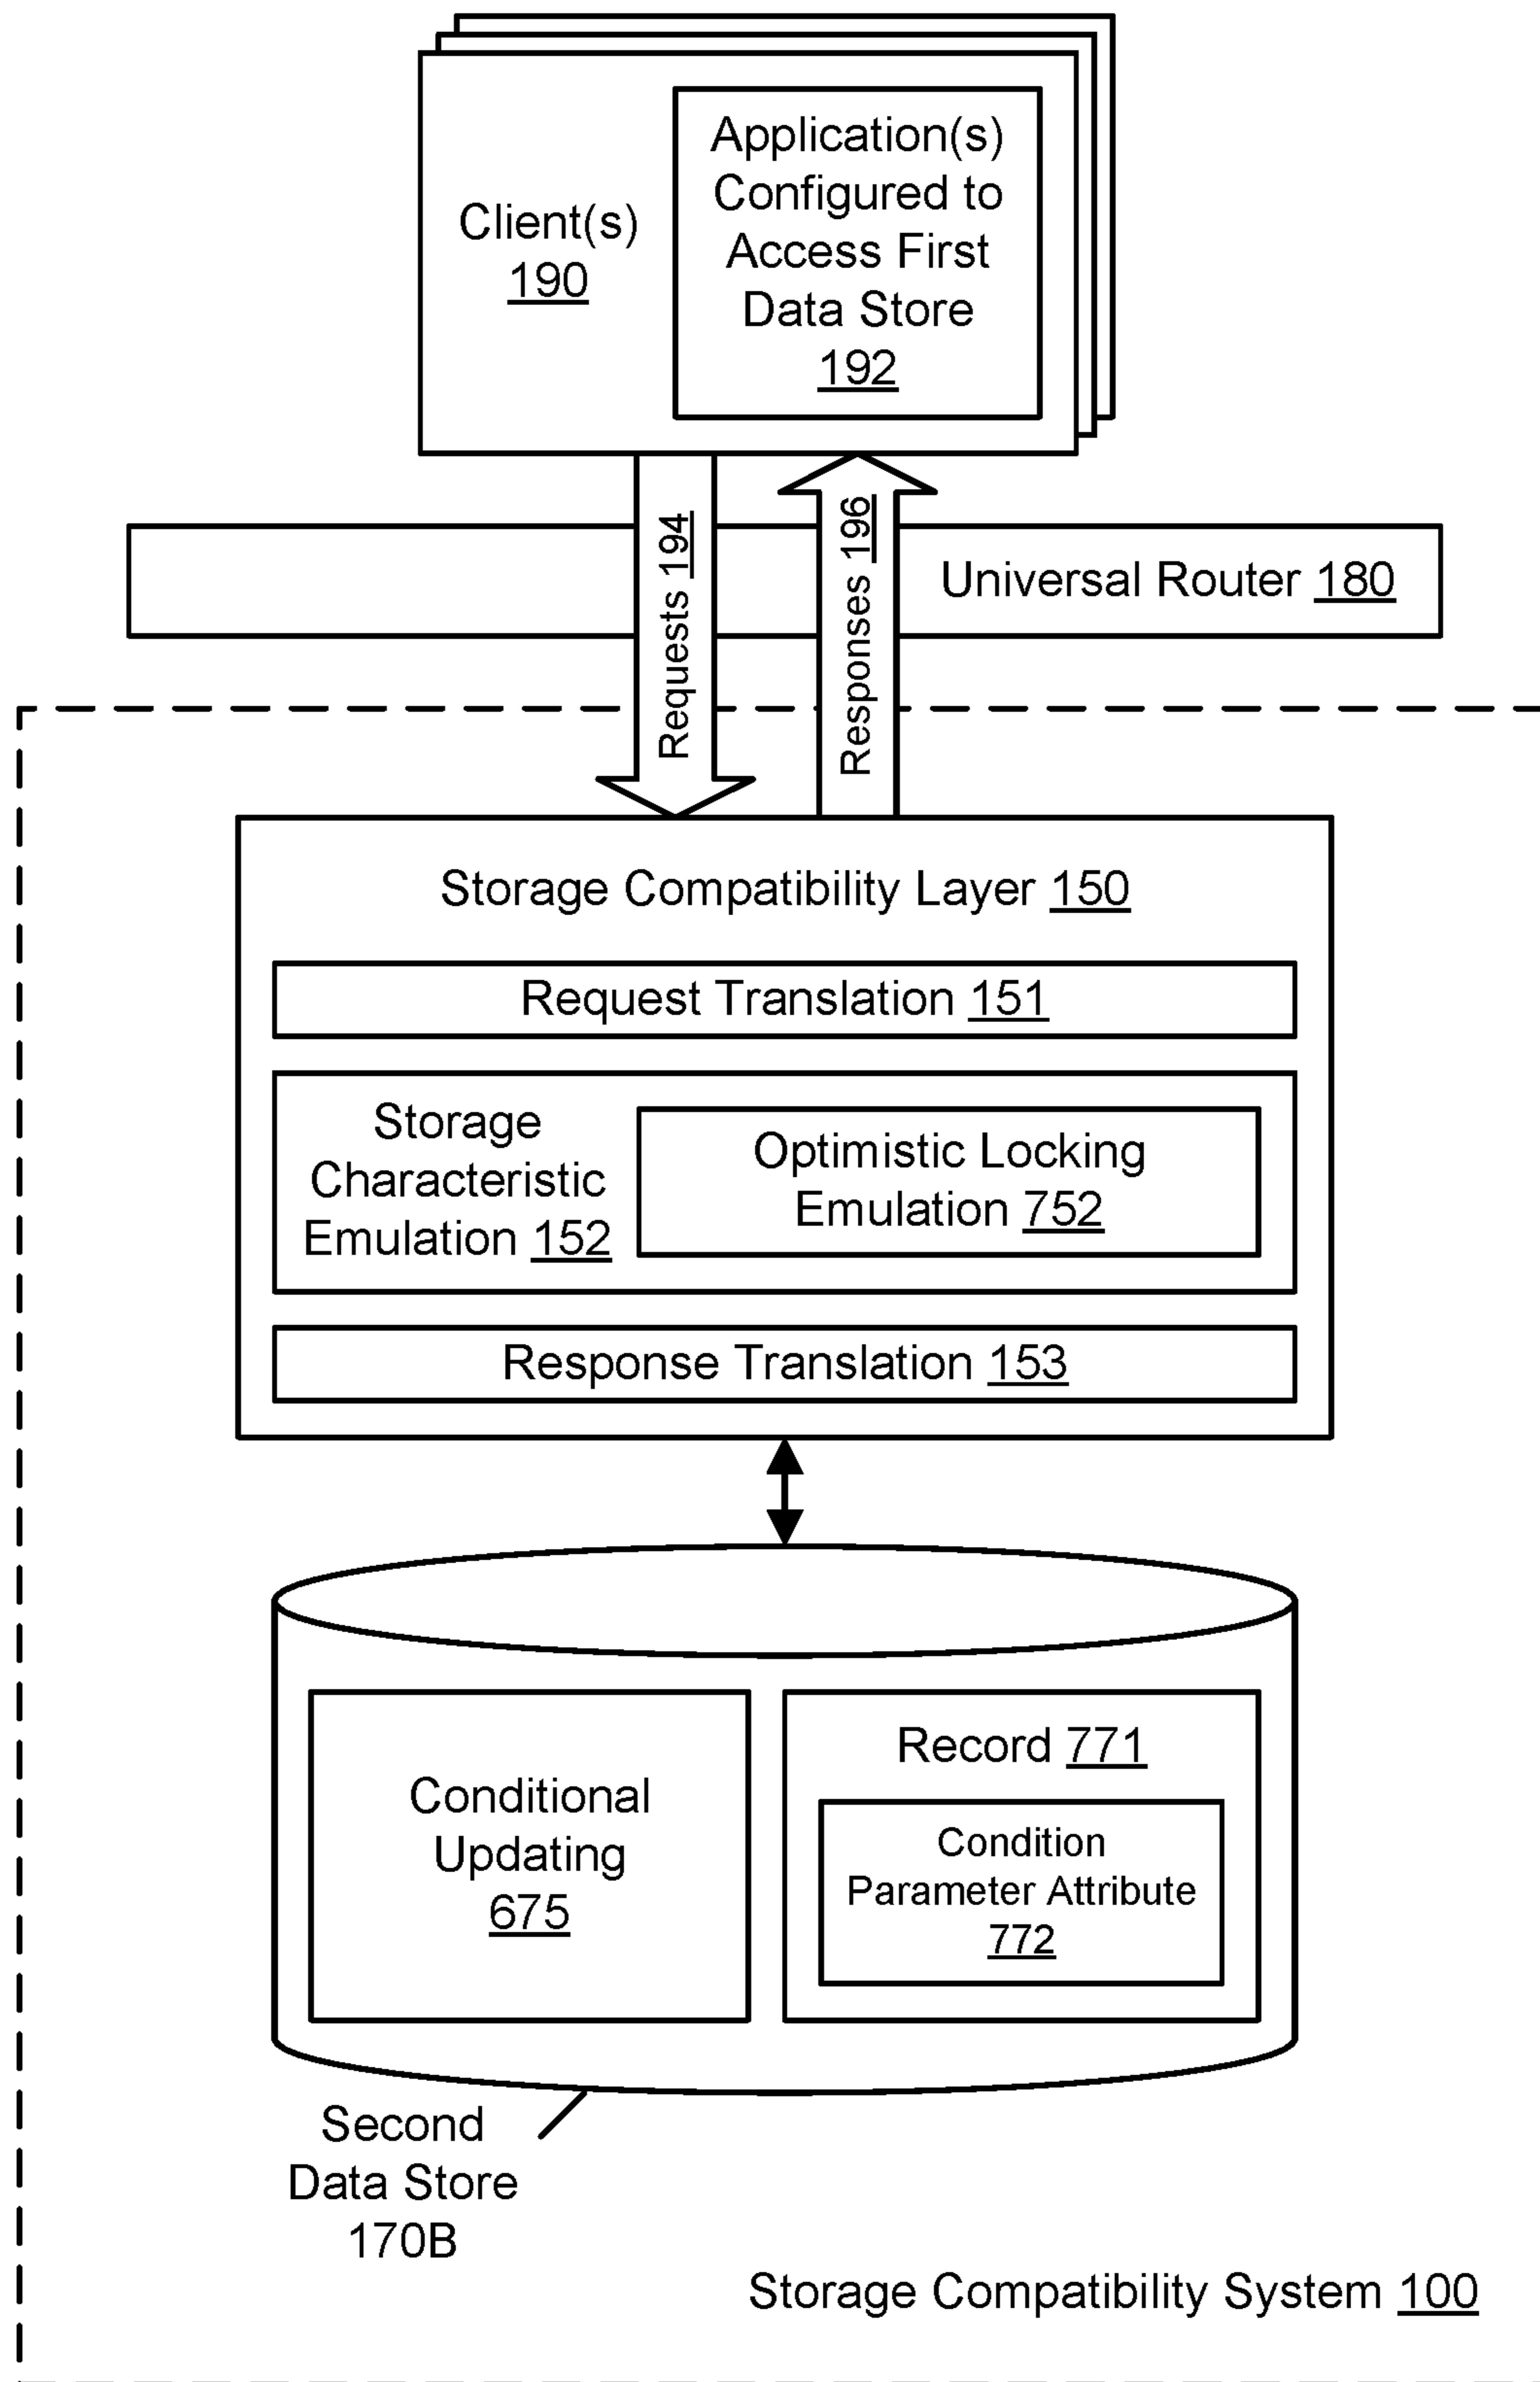 Client(s)
190
Application(s)
Configured to
Access First
Data Store
192
Requests 194
Responses 196
Universal Router 180
Storage Compatibility Layer 150
Request Translation 151
Storage
Characteristic
Emulation 152
Optimistic Locking
Emulation 752
Response Translation 153
Conditional
Updating
675
Record 771
Condition
Parameter Attribute
772
Second
Data Store
170B
Storage Compatibility System 100